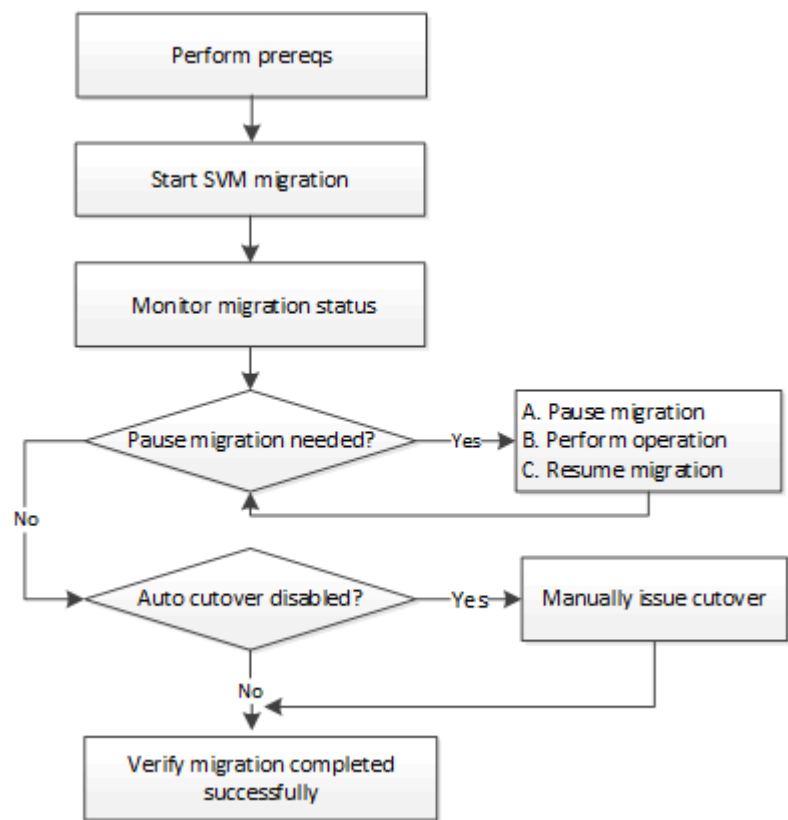 Perform prereqs
Start SVM migration
Monitor migration status
Pause migration needed?
Yes
A. Pause migration
B. Perform operation
C. Resume migration
No
Auto cutover disabled?
Yes
Manually issue cutover
No
Verify migration completed
successfully